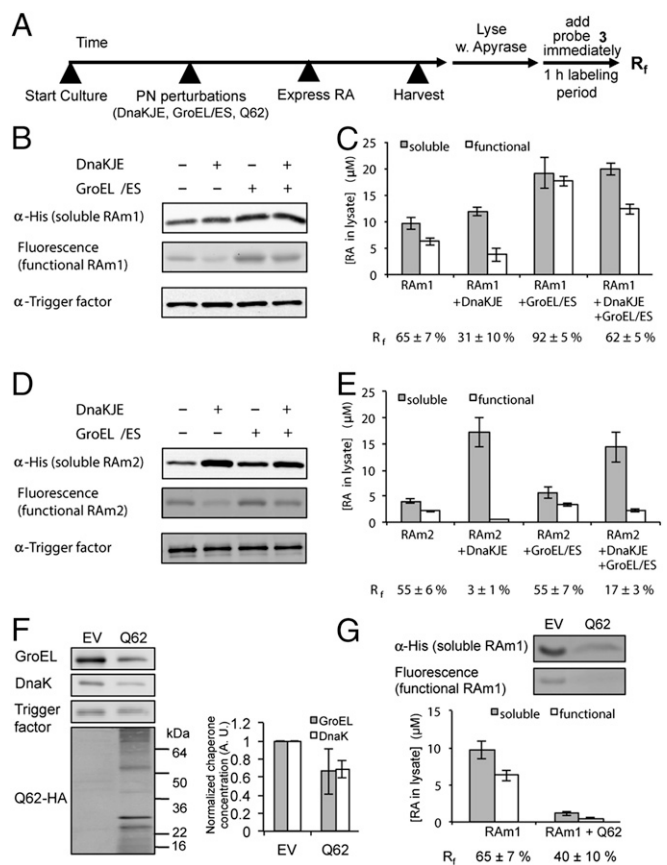 A
Time
Lyse
w. Apyrase
add
probe 3
immediately
1 h labeling
period
Rf
Start Culture
PN perturbations
(DnaKJE, GroEL/ES, Q62)
Express RA
Harvest
B
DnaKJE – + – +
GroEL /ES – – + +
α-His (soluble RAm1)
Fluorescence
(functional RAm1)
α-Trigger factor
C
soluble functional
[RA in lysate] (µM)
25
20
15
10
5
0
RAm1
RAm1
+DnaKJE
RAm1
+GroEL/ES
RAm1
+DnaKJE
+GroEL/ES
Rf 65 ± 7 % 31 ± 10 % 92 ± 5 % 62 ± 5 %
D
DnaKJE – + – +
GroEL /ES – – + +
α-His (soluble RAm2)
Fluorescence
(functional RAm2)
α-Trigger factor
E
soluble functional
[RA in lysate] (µM)
25
20
15
10
5
0
RAm2
RAm2
+DnaKJE
RAm2
+GroEL/ES
RAm2
+DnaKJE
+GroEL/ES
Rf 55 ± 6 % 3 ± 1 % 55 ± 7 % 17 ± 3 %
F
EV Q62
GroEL
DnaK
Trigger
factor
Q62-HA
kDa
64
50
36
22
16
Normalized chaperone
concentration (A. U.)
GroEL
DnaK
1.2
1
0.8
0.6
0.4
0.2
0
EV Q62
G
EV Q62
α-His (soluble RAm1)
Fluorescence
(functional RAm1)
soluble functional
[RA in lysate] (µM)
15
10
5
0
RAm1 RAm1 + Q62
Rf 65 ± 7 % 40 ± 10 %